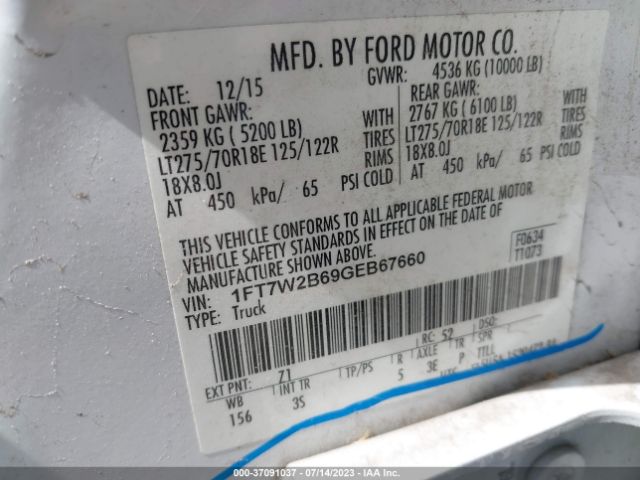 MFD. BY FORD MOTOR CO.
DATE: 12/15 GVWR: 4536 KG (10000 LB)
FRONT GAWR: REAR GAWR:
2359 KG ( 5200 LB) WITH 2767 KG ( 6100 LB) WITH
LT275/70R18E 125/122R TIRES LT275/70R18E 125/122R TIRES
18X8.0J RIMS 18X8.0J RIMS
AT 450 kPa/ 65 PSI COLD AT 450 kPa/ 65 PSI COLD
THIS VEHICLE CONFORMS TO ALL APPLICABLE FEDERAL MOTOR
VEHICLE SAFETY STANDARDS IN EFFECT ON THE DATE OF
MANUFACTURE SHOWN ABOVE.
VIN: 1FT7W2B69GEB67660
TYPE: Truck
F0634
T1073
EXT PNT: Z1 RC: 52 DSO:
WB INT TR TP/PS R AXLE TR SPR
156 3S 5 3E P TTLL
000-37091037 07/14/2023 IAA Inc.